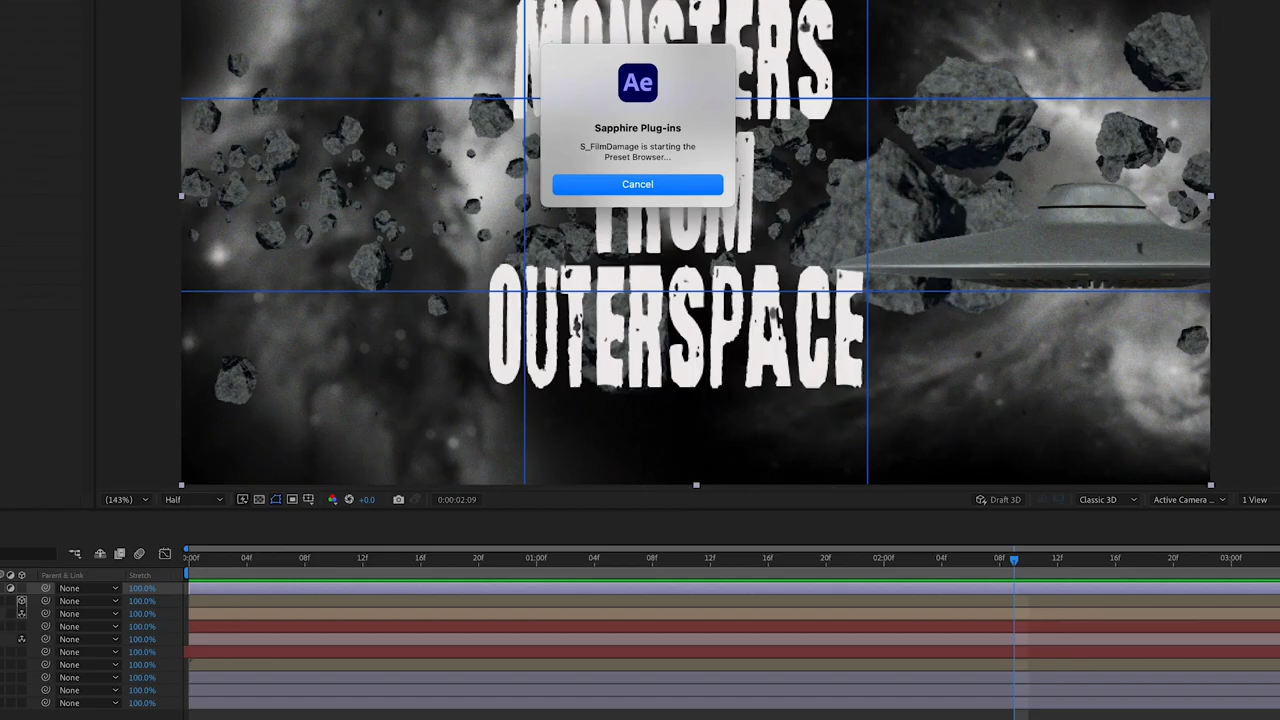 MONSTERS
Ae
Sapphire Plug-ins
S_FilmDamage is starting the
Preset Browser...
Cancel
FROM
OUTERSPACE
(143%) Half +0.0 0:00:02:09 Draft 3D Classic 3D Active Camera ... 1 View
0:00f 04f 08f 12f 16f 20f 01:00f 04f 08f 12f 16f 20f 02:00f 04f 08f 12f 16f 20f 03:00f
Parent & Link Stretch
None 100.0%
None 100.0%
None 100.0%
None 100.0%
None 100.0%
None 100.0%
None 100.0%
None 100.0%
None 100.0%
None 100.0%